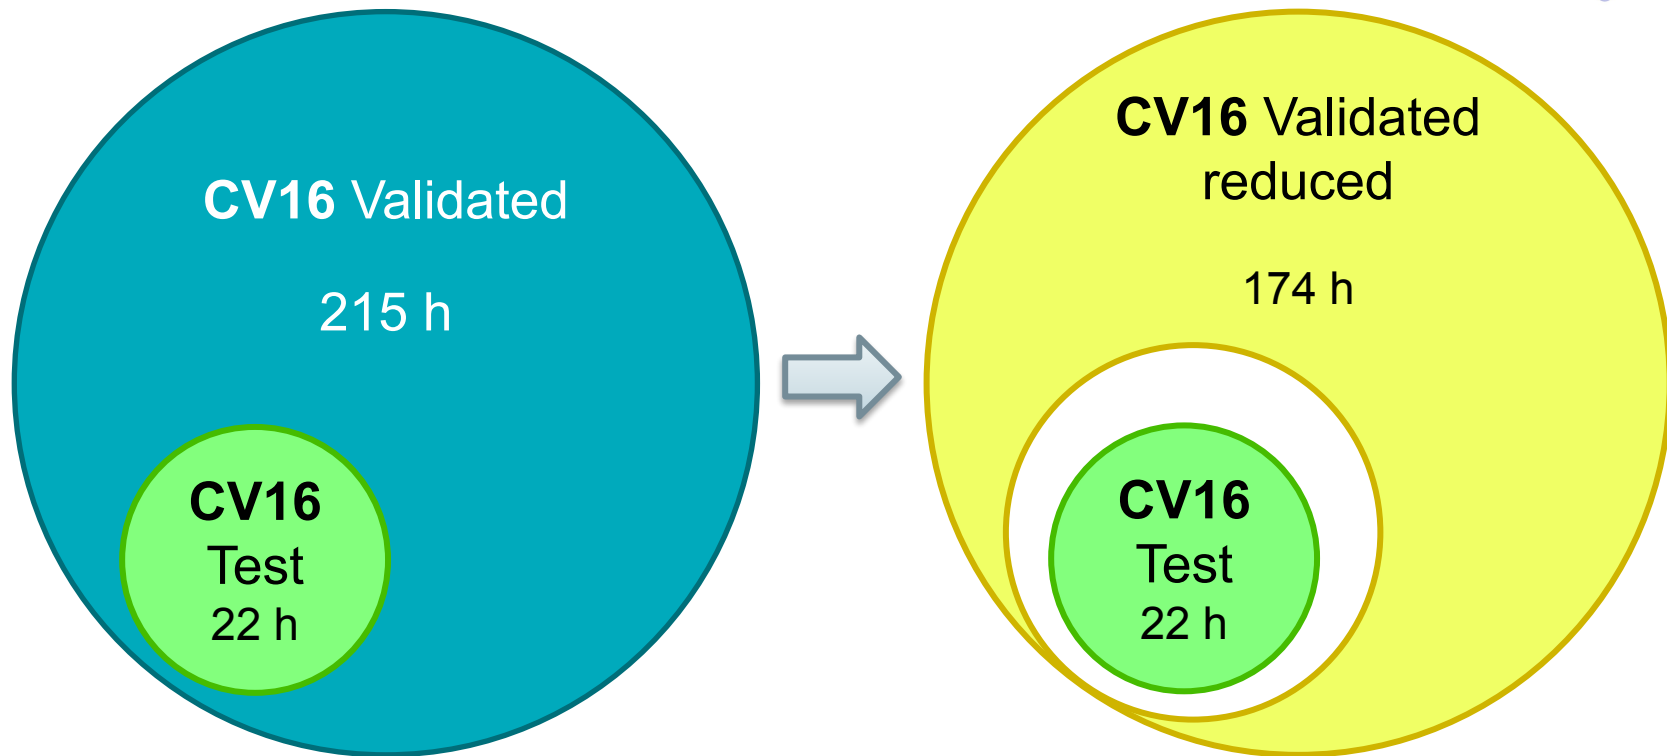 CV16 Validated
215 h
CV16
Test
22 h
CV16 Validated
reduced
174 h
CV16
Test
22 h